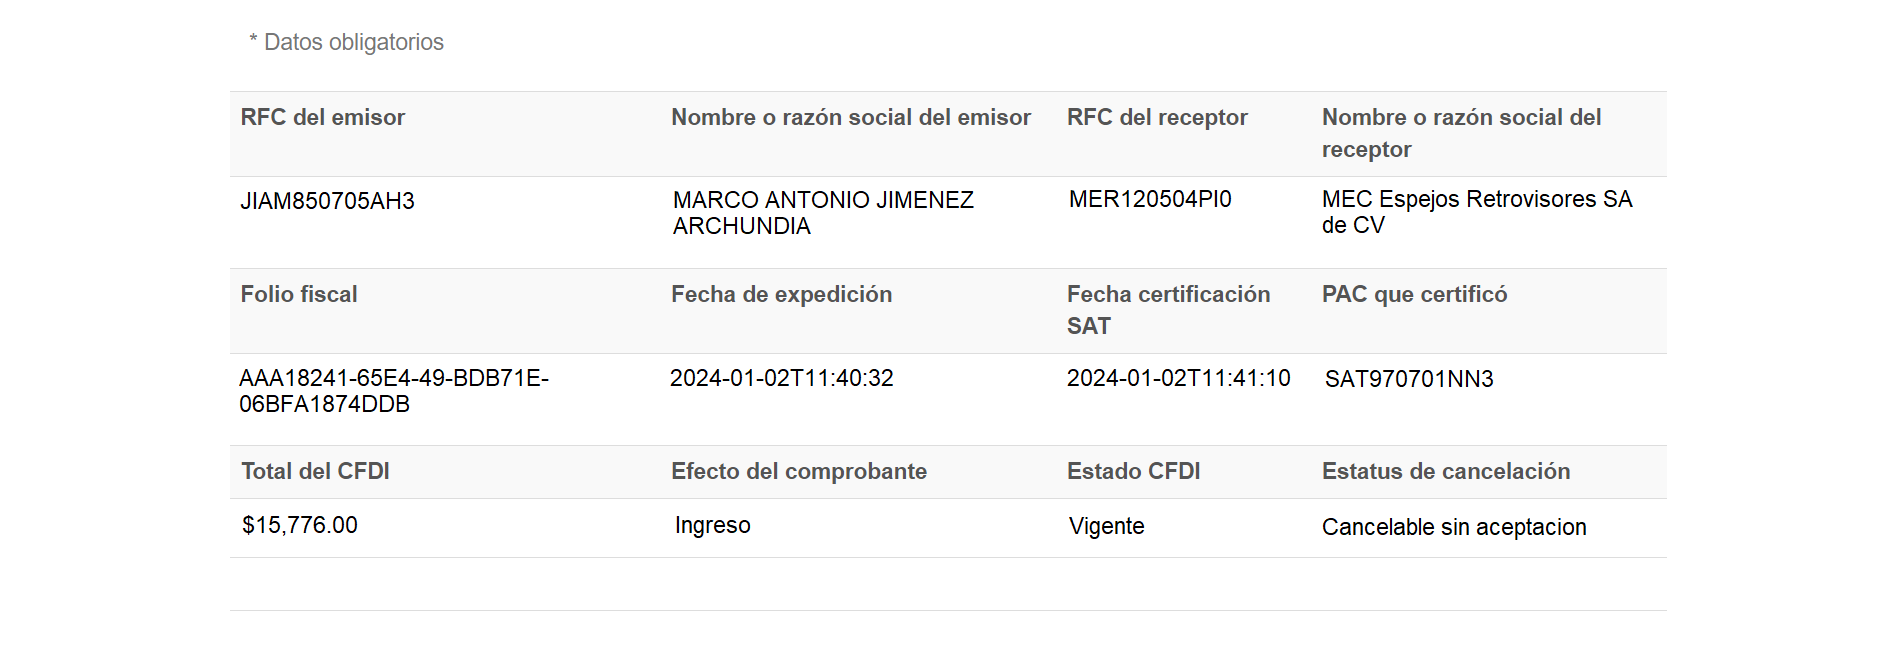 * Datos obligatorios
RFC del emisor
Nombre o razón social del emisor
RFC del receptor
Nombre o razón social del
receptor
JIAM850705AH3
MARCO ANTONIO JIMENEZ
ARCHUNDIA
MER120504PI0
MEC Espejos Retrovisores SA
de CV
Folio fiscal
Fecha de expedición
Fecha certificación
SAT
PAC que certificó
AAA18241-65E4-49-BDB71E-
06BFA1874DDB
2024-01-02T11:40:32
2024-01-02T11:41:10
SAT970701NN3
Total del CFDI
Efecto del comprobante
Estado CFDI
Estatus de cancelación
$15,776.00
Ingreso
Vigente
Cancelable sin aceptacion